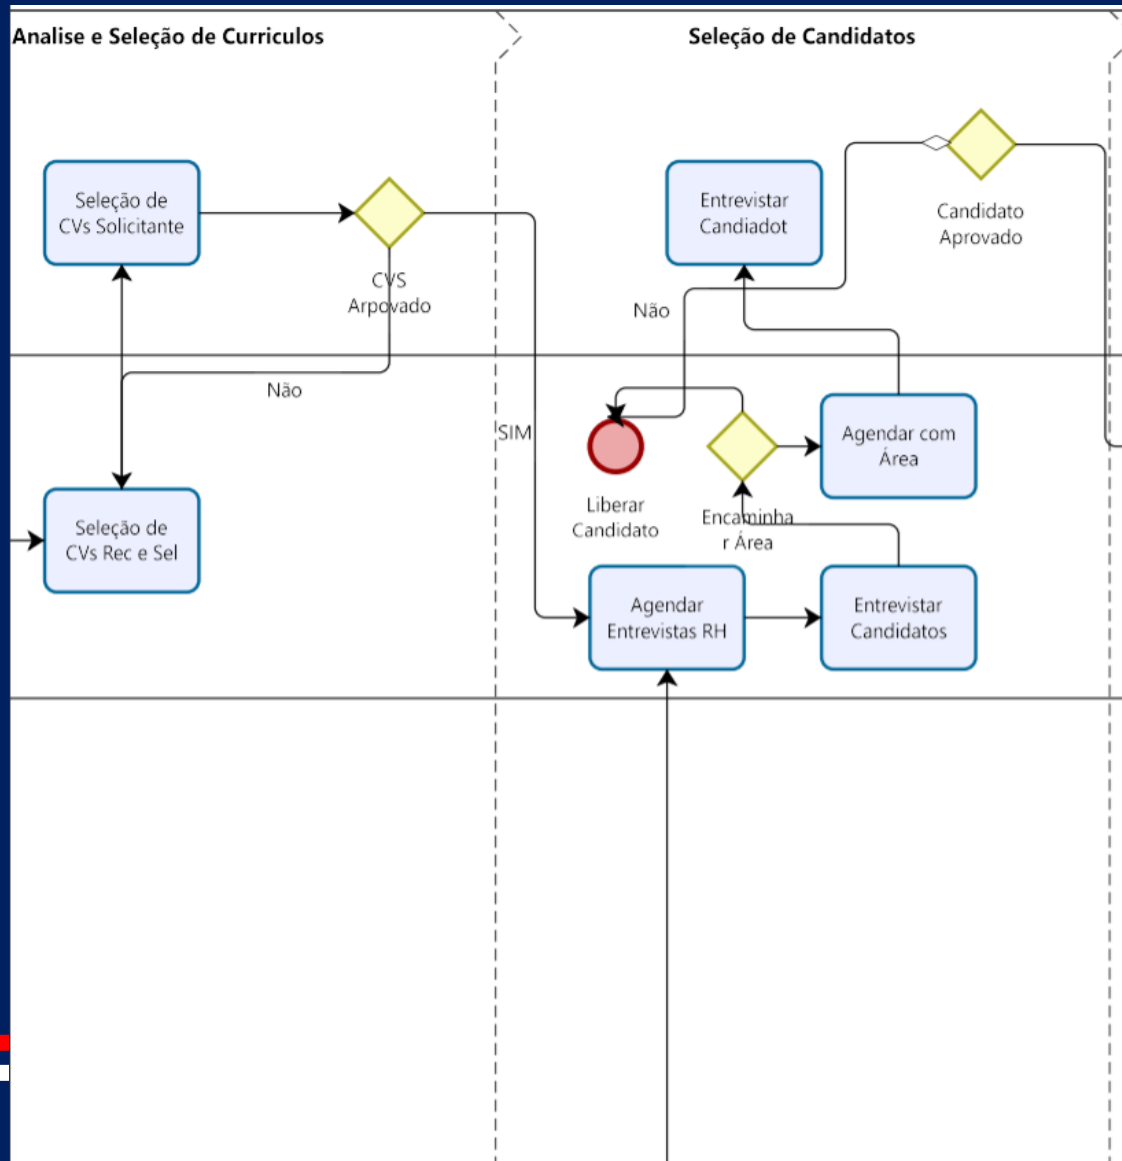 Analise e Seleção de Curriculos
Seleção de Candidatos
Seleção de
CVs Solicitante
CVS
Arpovado
Não
Seleção de
CVs Rec e Sel
SIM
Entrevistar
Candiadot
Candidato
Aprovado
Não
Liberar
Candidato
Encaminha
r Área
Agendar com
Área
Agendar
Entrevistas RH
Entrevistar
Candidatos